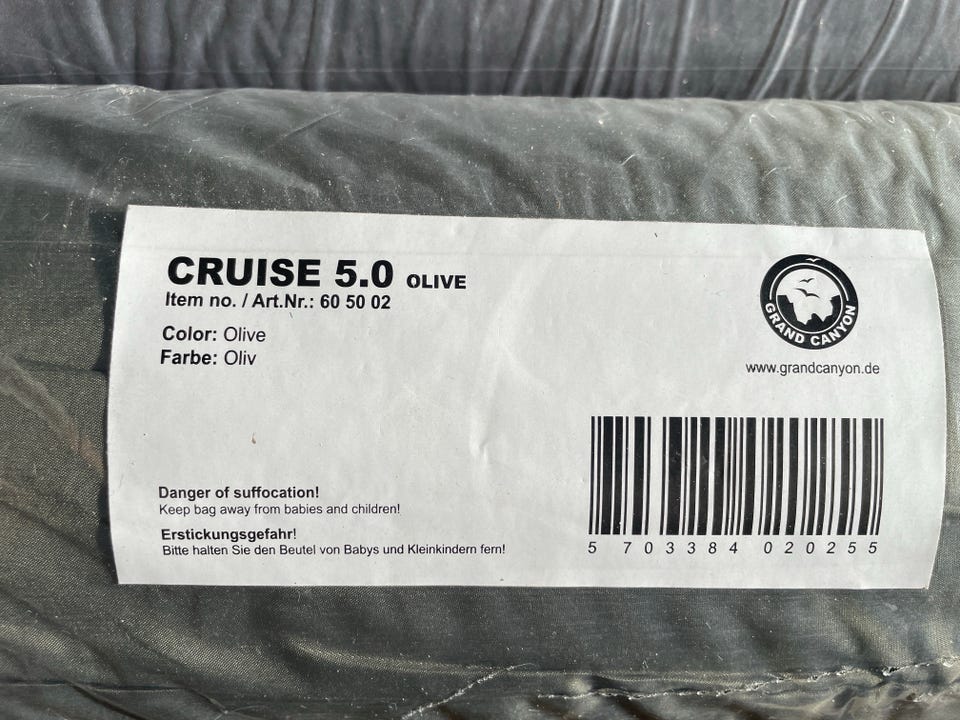 CRUISE 5.0 OLIVE
Item no. / Art.Nr.: 60 50 02
Color: Olive
Farbe: Oliv
GRAND CANYON
www.grandcanyon.de
Danger of suffocation!
Keep bag away from babies and children!
Erstickungsgefahr!
Bitte halten Sie den Beutel von Babys und Kleinkindern fern!
5 703384 020255